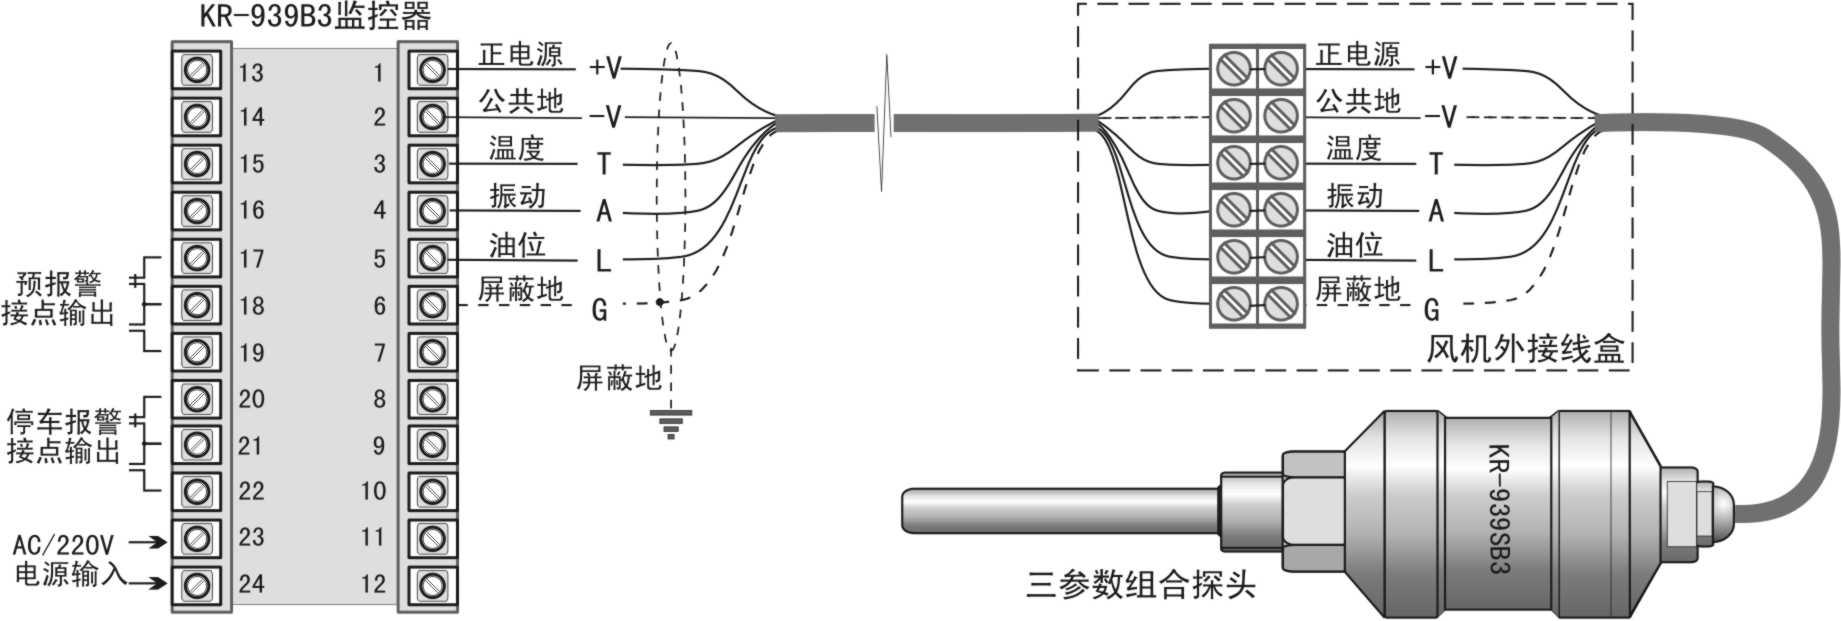 KR-939B3监控器
13 1 正电源 +V
14 2 公共地 -V
15 3 温度 T
16 4 振动 A
17 5 油位 L
18 6 屏蔽地 G
19 7
20 8
21 9
22 10
23 11
24 12
预报警
接点输出
停车报警
接点输出
AC/220V
电源输入
屏蔽地
正电源 +V
公共地 -V
温度 T
振动 A
油位 L
屏蔽地 G
风机外接线盒
KR-939SB3
三参数组合探头